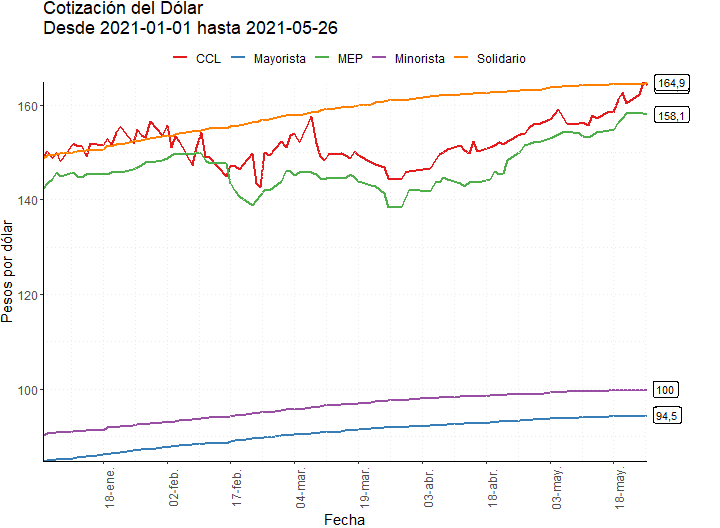 Cotización del Dólar
Desde 2021-01-01 hasta 2021-05-26
CCL Mayorista MEP Minorista Solidario
164,9
160
158,1
140
120
100
100
94,5
Pesos por dólar
18-ene. 02-feb. 17-feb. 04-mar. 19-mar. 03-abr. 18-abr. 03-may. 18-may.
Fecha